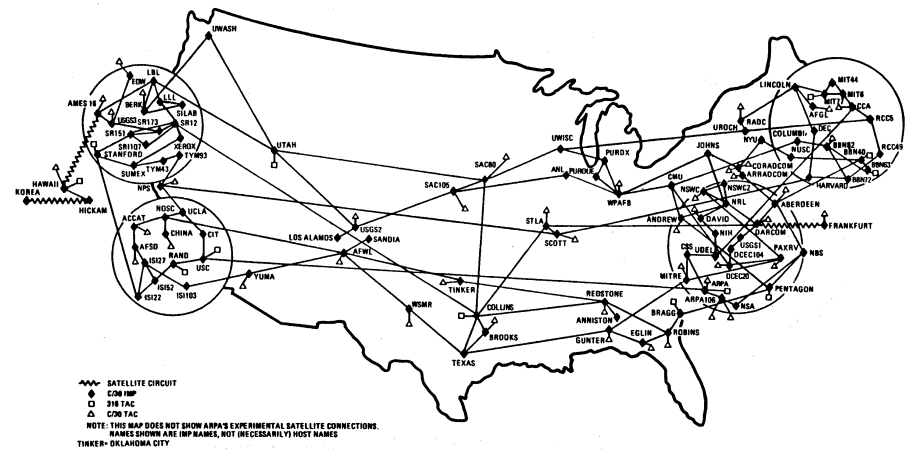 UWASH
LBL
EDW
LLL
AMES 16
BERK
SILAB
USGS3
SR173
SR12
SR151
SRI107
XEROX
STANFORD
TYM93
TYM43
SUMEX
HAWAII
KOREA
HICKAM
NPS
UTAH
NOSC
UCLA
ACCAT
CHINA
CIT
AFSD
ISI27
RAND
USC
ISI52
ISI22
ISI103
YUMA
LOS ALAMOS
USGS2
SANDIA
AFWL
WSMR
TINKER
SAC80
SAC105
STLA
SCOTT
COLLINS
BROOKS
TEXAS
UWISC
ANL
PURDUE
PURDX
WPAFB
REDSTONE
ANNISTON
GUNTER
EGLIN
ROBINS
BRAGG
CMU
JOHNS
NSWC
NSWC2
NRL
ANDREW
DAVID
NIH
CSS
UDEL
USGS1
DCEC104
DCEC20
MITRE
ARPA
ARPA106
NSA
PAXRV
PENTAGON
NBS
DARCOM
FRANKFURT
ABERDEEN
CORADCOM
ARRADCOM
NYU
UROCH
RADC
LINCOLN
MIT44
MIT6
MIT77
AFGL
CCA
RCC5
COLUMBIA
DEC
NUSC
BBN82
BBN40
RCC49
BBN63
BBN72
HARVARD
SATELLITE CIRCUIT
C/30 IMP
316 TAC
C/30 TAC
NOTE: THIS MAP DOES NOT SHOW ARPA'S EXPERIMENTAL SATELLITE CONNECTIONS.
NAMES SHOWN ARE IMP NAMES, NOT (NECESSARILY) HOST NAMES
TINKER= OKLAHOMA CITY